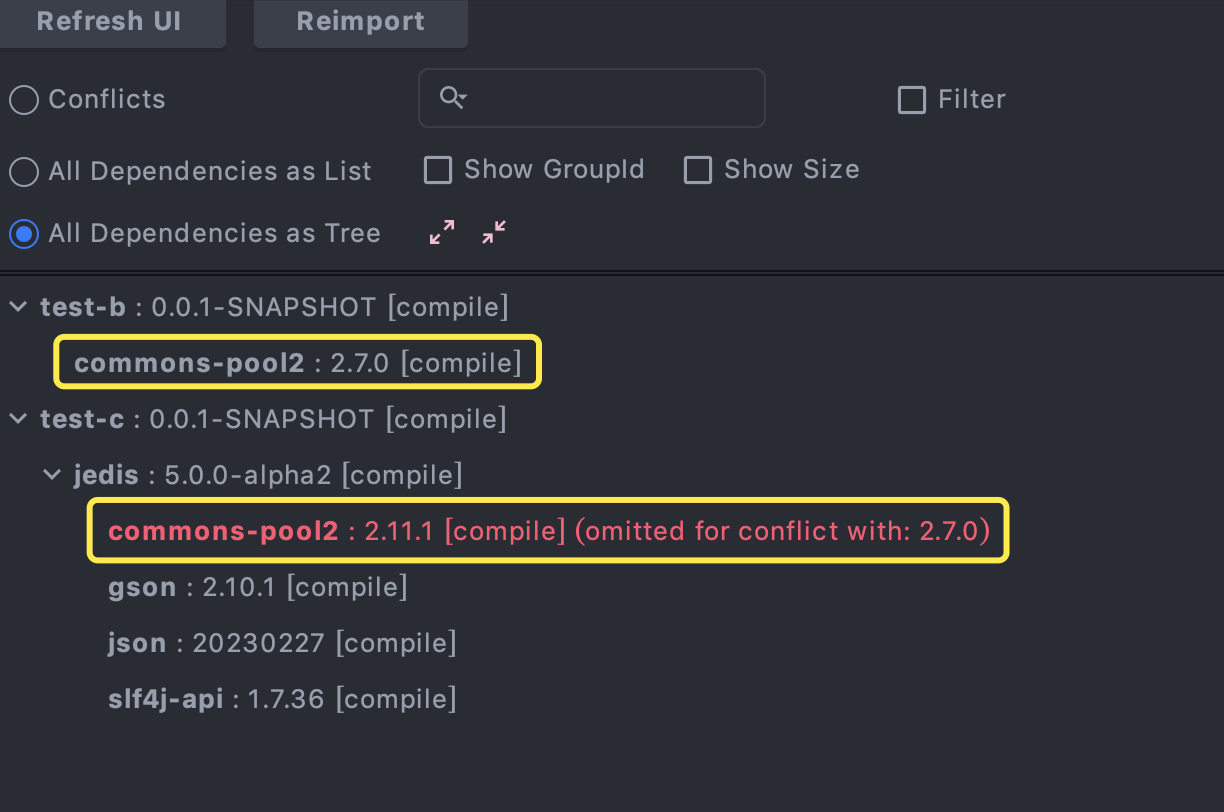 Refresh UI Reimport
Conflicts Filter
All Dependencies as List Show GroupId Show Size
All Dependencies as Tree
test-b : 0.0.1-SNAPSHOT [compile]
commons-pool2 : 2.7.0 [compile]
test-c : 0.0.1-SNAPSHOT [compile]
jedis : 5.0.0-alpha2 [compile]
commons-pool2 : 2.11.1 [compile] (omitted for conflict with: 2.7.0)
gson : 2.10.1 [compile]
json : 20230227 [compile]
slf4j-api : 1.7.36 [compile]